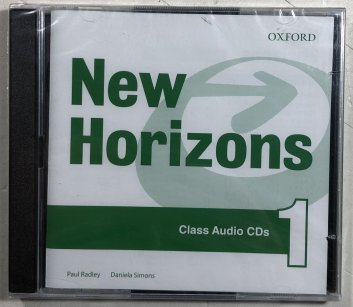 OXFORD
New
Horizons
Class Audio CDs 1
Paul Radley Daniela Simons